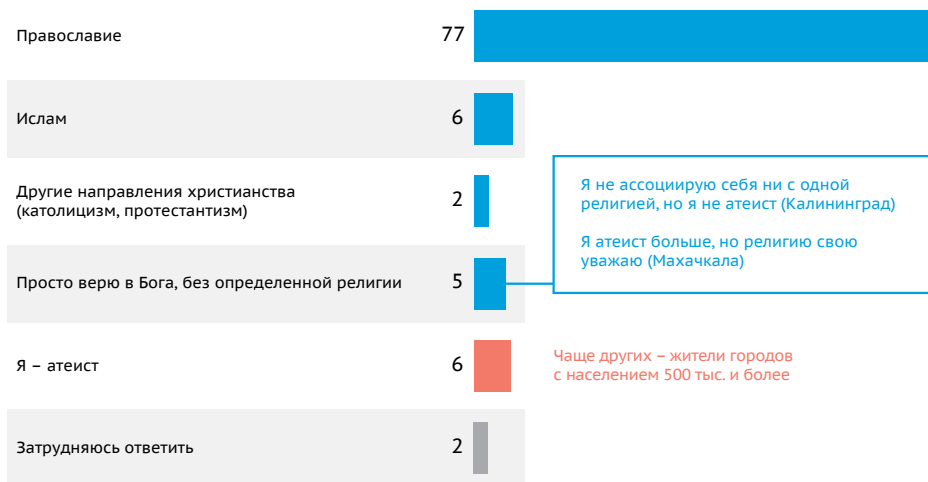 Православие 77
Ислам 6
Другие направления христианства
(католицизм, протестантизм) 2
Просто верю в Бога, без определенной религии 5
Я не ассоциирую себя ни с одной
религией, но я не атеист (Калининград)
Я атеист больше, но религию свою
уважаю (Махачкала)
Я – атеист 6
Чаще других – жители городов
с населением 500 тыс. и более
Затрудняюсь ответить 2